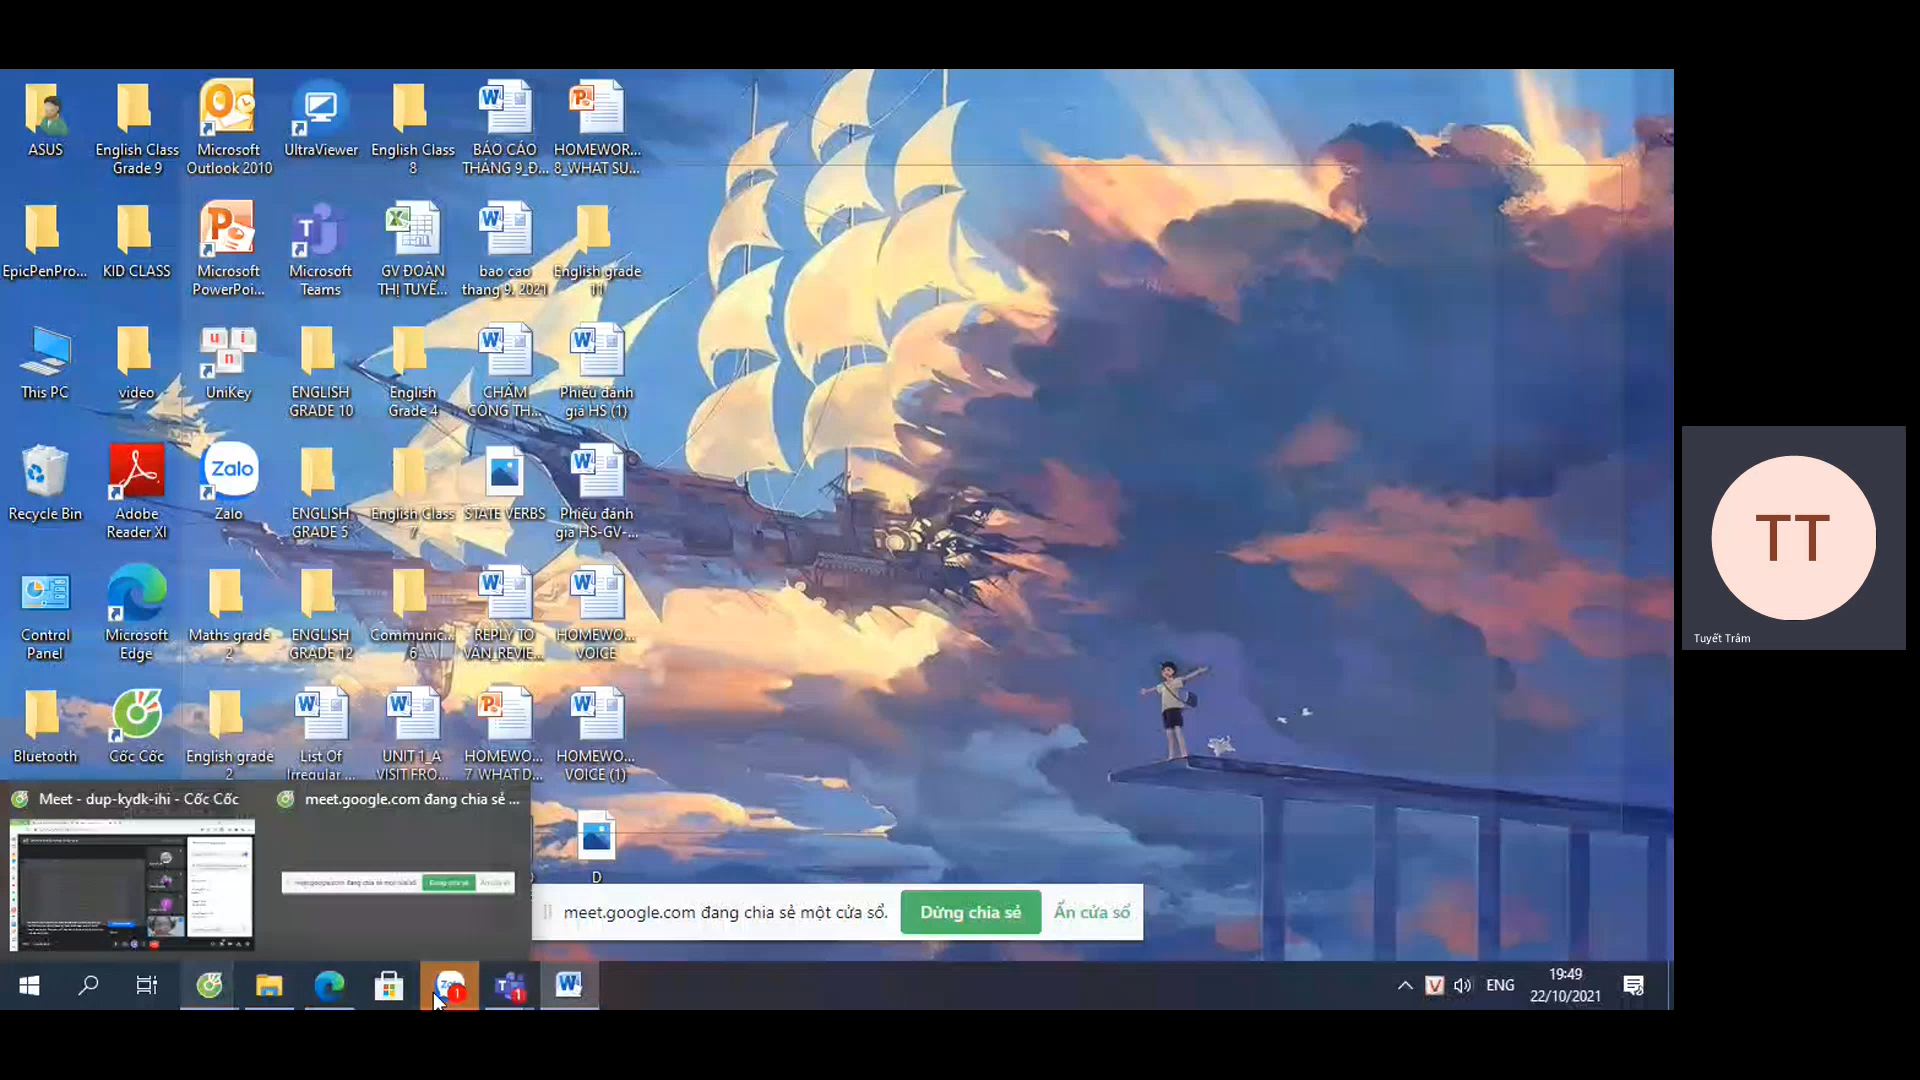 ASUS
English Class
Grade 9
Microsoft
Outlook 2010
UltraViewer
English Class
8
BÁO CÁO
THÁNG 9_Đ...
HOMEWOR...
8_WHAT SU...
EpicPenPro...
KID CLASS
Microsoft
PowerPoi...
Microsoft
Teams
GV ĐOÀN
THỊ TUYẾ...
bao cao
thang 9, 2021
English grade
11
This PC
video
UniKey
ENGLISH
GRADE 10
English
Grade 4
CHẤM
CÔNG TH...
Phiếu đánh
giá HS (1)
Recycle Bin
Adobe
Reader XI
Zalo
Zalo
ENGLISH
GRADE 5
English Class
7
STATE VERBS
Phiếu đánh
giá HS-GV-...
Control
Panel
Microsoft
Edge
Maths grade
2
ENGLISH
GRADE 12
Communic...
6
REPLY TO
VÂN_REVIE...
HOMEWO...
VOICE
Bluetooth
Cốc Cốc
English grade
2
List Of
Irregular ...
UNIT 1_A
VISIT FRO...
HOMEWO...
7_WHAT D...
HOMEWO...
VOICE (1)
D
Meet - dup-kydk-ihi - Cốc Cốc
meet.google.com đang chia sẻ ...
meet.google.com đang chia sẻ một cửa sổ.
Dừng chia sẻ
Ẩn cửa sổ
ENG
19:49
22/10/2021
TT
Tuyết Trâm